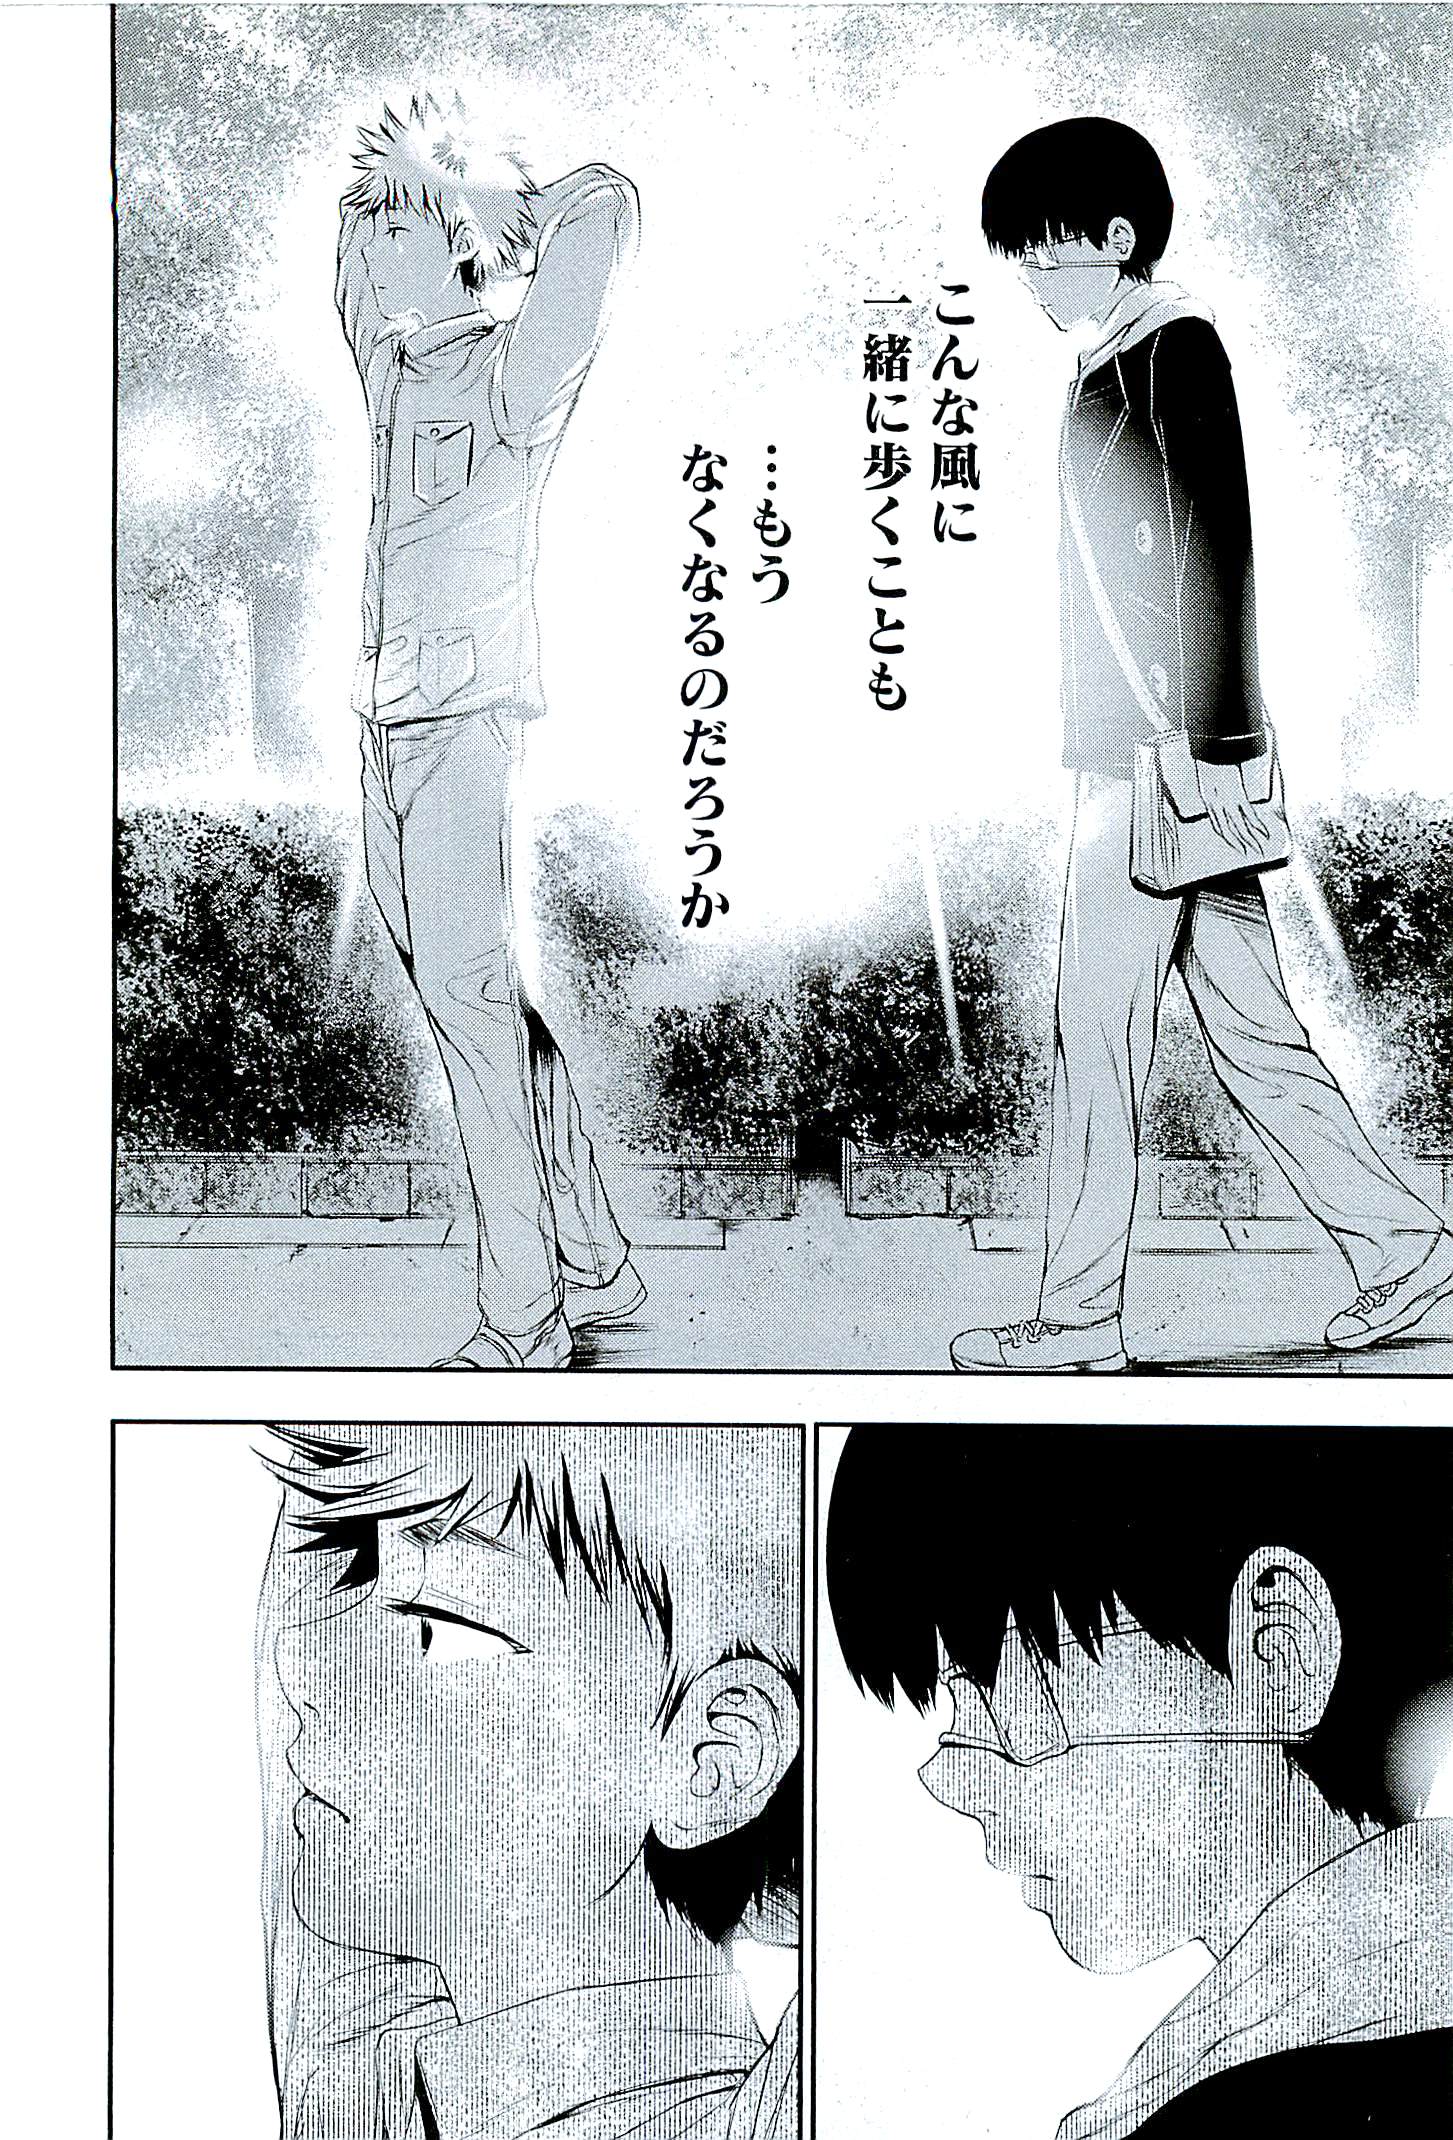 こんな風に
一緒に歩くことも
…もう
なくなるのだろうか